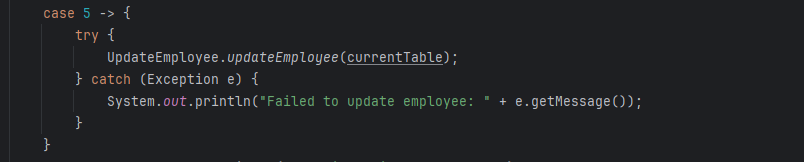 case 5 -> {
try {
UpdateEmployee.updateEmployee(currentTable);
} catch (Exception e) {
System.out.println("Failed to update employee: " + e.getMessage());
}
}